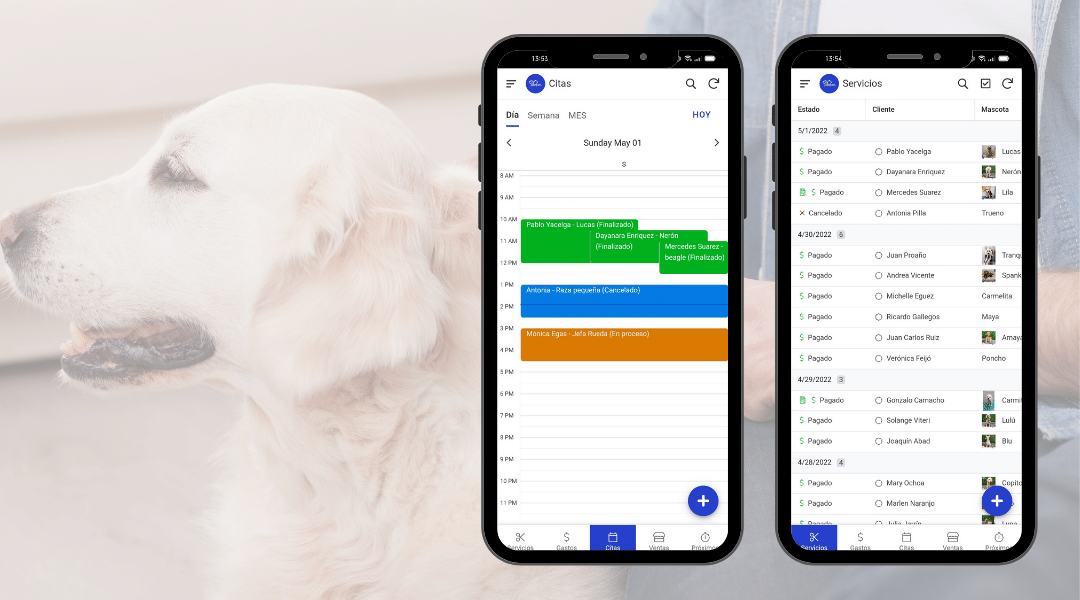 13:53
Citas
Día Semana MES HOY
Sunday May 01
S
8 AM
9 AM
10 AM
Pablo Yacelga - Lucas (Finalizado)
Dayanara Enriquez - Nerón
(Finalizado)
11 AM
Mercedes Suarez -
beagle (Finalizado)
12 PM
1 PM
Antonia - Raza pequeña (Cancelado)
2 PM
3 PM
Mónica Egas - Jefa Rueda (En proceso)
4 PM
5 PM
6 PM
7 PM
8 PM
9 PM
10 PM
11 PM
Servicios Gastos Citas Ventas Próximo
13:54
Servicios
Estado Cliente Mascota
5/1/2022 4
$ Pagado Pablo Yacelga Lucas
$ Pagado Dayanara Enriquez Nerón
$ Pagado Mercedes Suarez Lila
Cancelado Antonia Pilla Trueno
4/30/2022 6
$ Pagado Juan Proaño Tranq
$ Pagado Andrea Vicente Spank
$ Pagado Michelle Eguez Carmelita
$ Pagado Ricardo Gallegos Maya
$ Pagado Juan Carlos Ruiz Amaya
$ Pagado Verónica Feijó Poncho
4/29/2022 3
$ Pagado Gonzalo Camacho Carmi
$ Pagado Solange Viteri Lulú
$ Pagado Joaquín Abad Blu
4/28/2022 4
$ Pagado Mary Ochoa Copito
$ Pagado Marlen Naranjo
$ Pagado Julia Luna
Servicios Gastos Citas Ventas Próximo